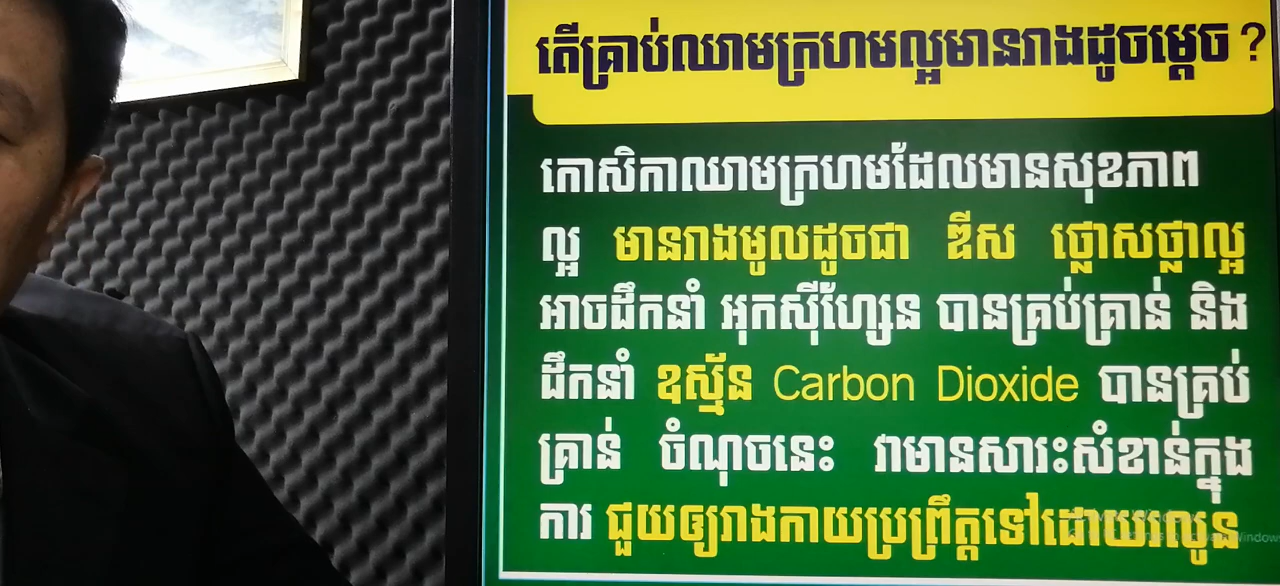 តើគ្រាប់ឈាមក្រហមល្អមានរាងដូចម្ដេច ?
កោសិកាឈាមក្រហមដែលមានសុខភាព
ល្អ មានរាងមូលដូចជា ឌីស ថ្លោសថ្លាល្អ
អាចដឹកនាំ អុកស៊ីហ្សែន បានគ្រប់គ្រាន់ និង
ដឹកនាំ ឧស្ម័ន Carbon Dioxide បានគ្រប់
គ្រាន់ ចំណុចនេះ វាមានសារះសំខាន់ក្នុង
ការ ជួយឲ្យរាងកាយប្រព្រឹត្តទៅដោយរលូន